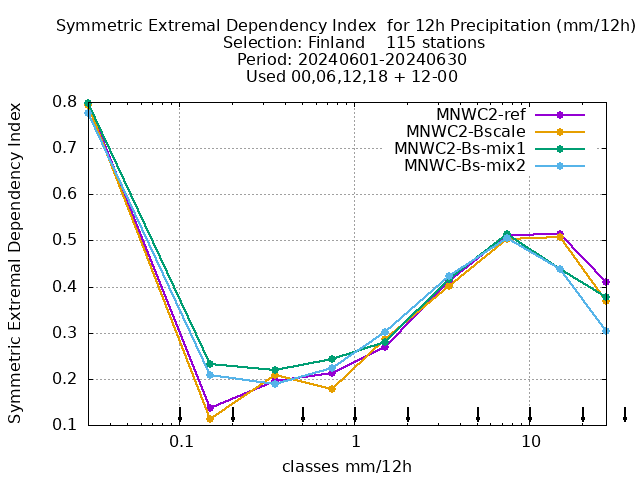 Symmetric Extremal Dependency Index  for 12h Precipitation (mm/12h)
Selection: Finland    115 stations
Period: 20240601-20240630
Used 00,06,12,18 + 12-00
Symmetric Extremal Dependency Index
0.8
0.7
0.6
0.5
0.4
0.3
0.2
0.1
MNWC2-ref
MNWC2-Bscale
MNWC2-Bs-mix1
MNWC-Bs-mix2
0.1
1
10
classes mm/12h